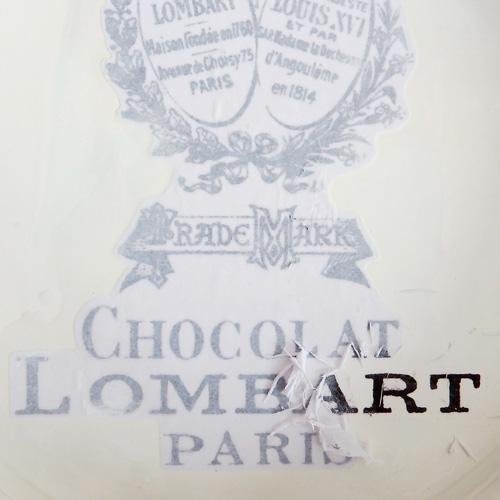 LOMBART
Maison Fondée en 1760
Avenue de Choisy 75
PARIS
LOUIS XVI
ET PAR
S.A.R. Madame la Duchesse
d'Angoulême
en 1814
TRADE MARK
CHOCOLAT
LOMBART
PARIS